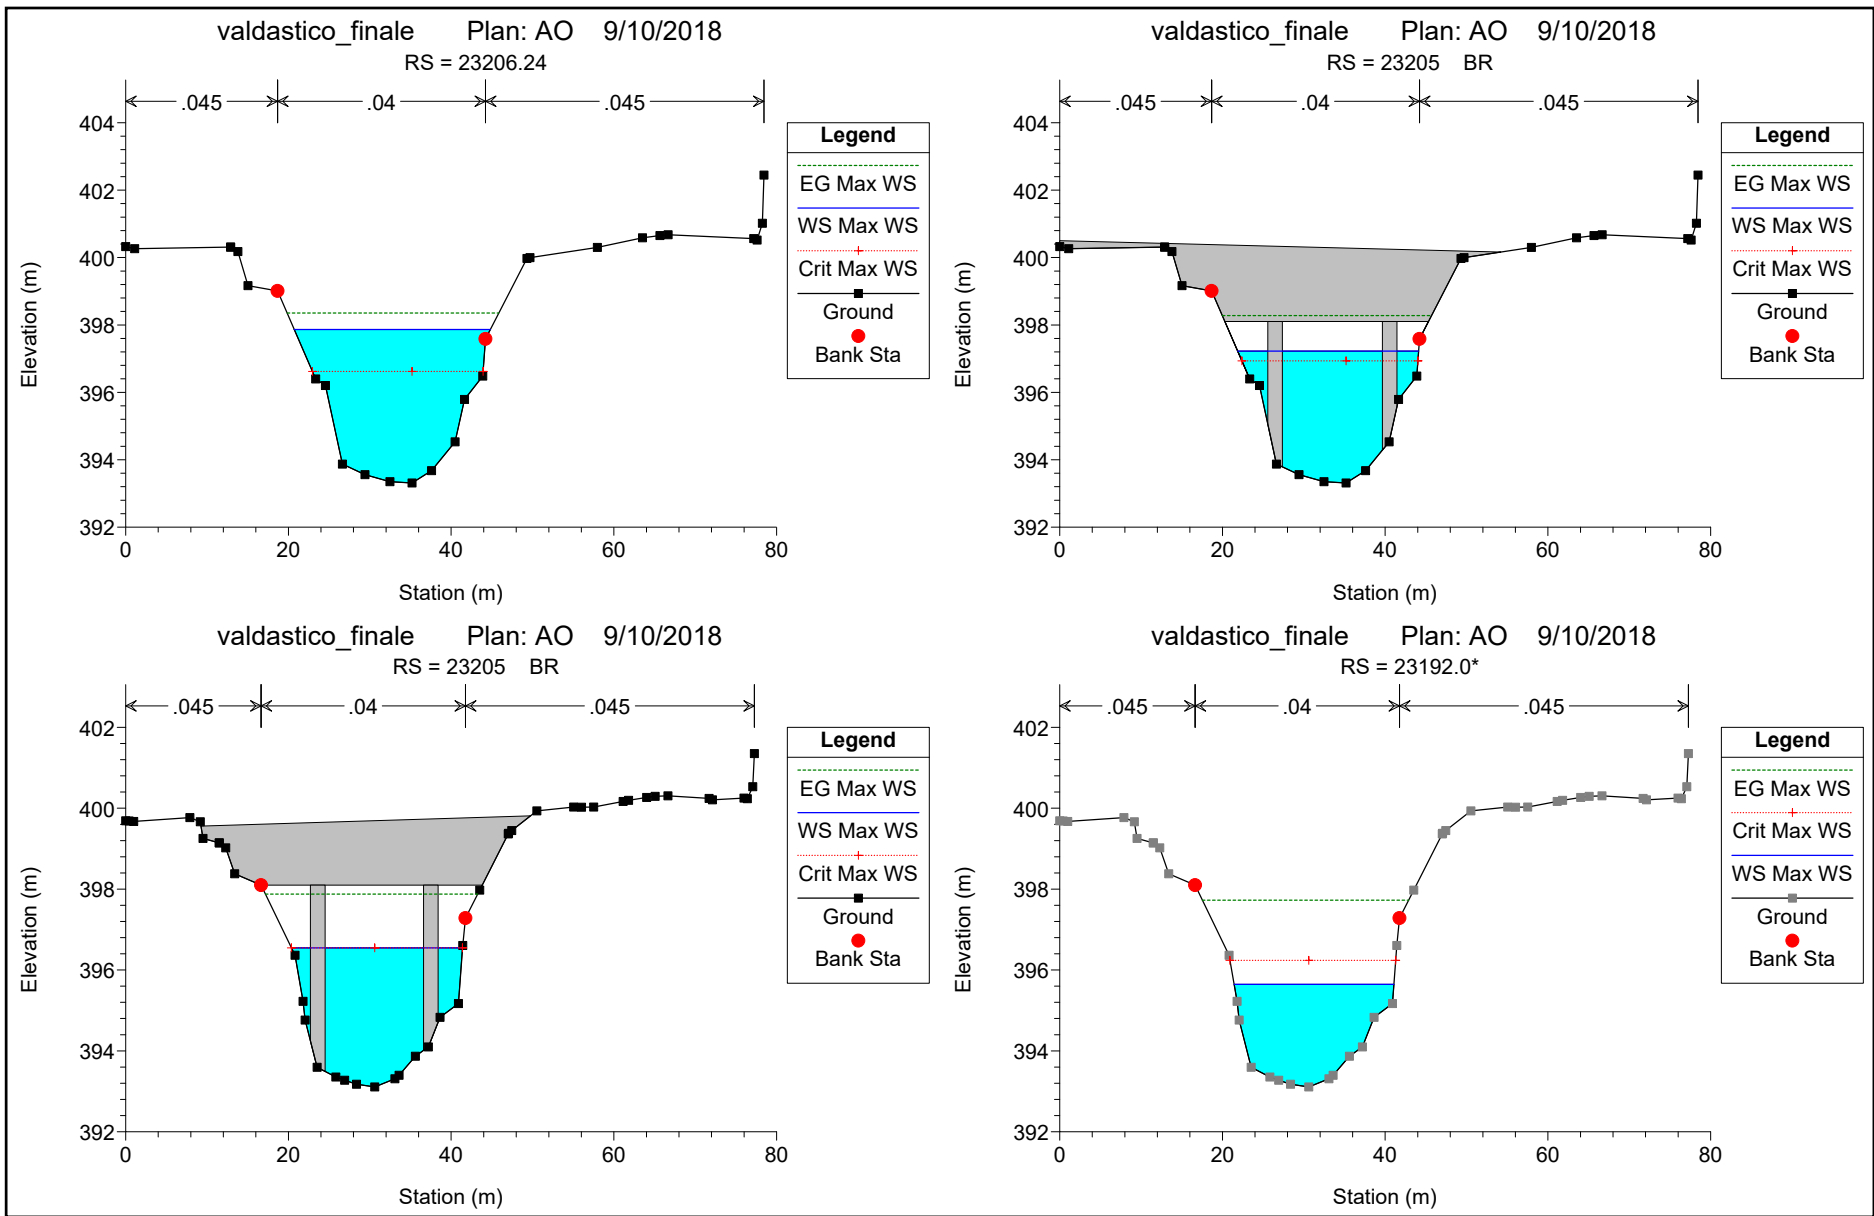 valdastico_finale Plan: AO 9/10/2018
RS = 23206.24
.045 .04 .045
404
402
400
398
396
394
392
0 20 40 60 80
Elevation (m)
Station (m)
Legend
EG Max WS
WS Max WS
Crit Max WS
Ground
Bank Sta
valdastico_finale Plan: AO 9/10/2018
RS = 23205 BR
.045 .04 .045
404
402
400
398
396
394
392
0 20 40 60 80
Elevation (m)
Station (m)
Legend
EG Max WS
WS Max WS
Crit Max WS
Ground
Bank Sta
valdastico_finale Plan: AO 9/10/2018
RS = 23205 BR
.045 .04 .045
402
400
398
396
394
392
0 20 40 60 80
Elevation (m)
Station (m)
Legend
EG Max WS
WS Max WS
Crit Max WS
Ground
Bank Sta
valdastico_finale Plan: AO 9/10/2018
RS = 23192.0*
.045 .04 .045
402
400
398
396
394
392
0 20 40 60 80
Elevation (m)
Station (m)
Legend
EG Max WS
Crit Max WS
WS Max WS
Ground
Bank Sta